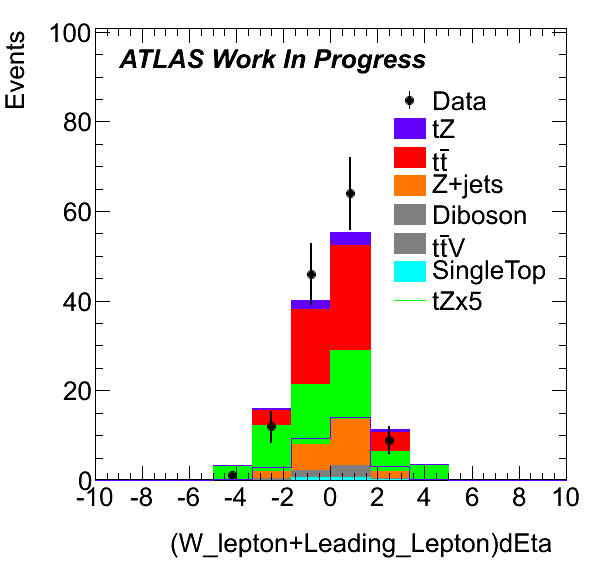 ATLAS Work In Progress
Events
100
80
60
40
20
0
Data
tZ
tt̄
Z+jets
Diboson
tt̄V
SingleTop
tZx5
-10 -8 -6 -4 -2 0 2 4 6 8 10
(W_lepton+Leading_Lepton)dEta